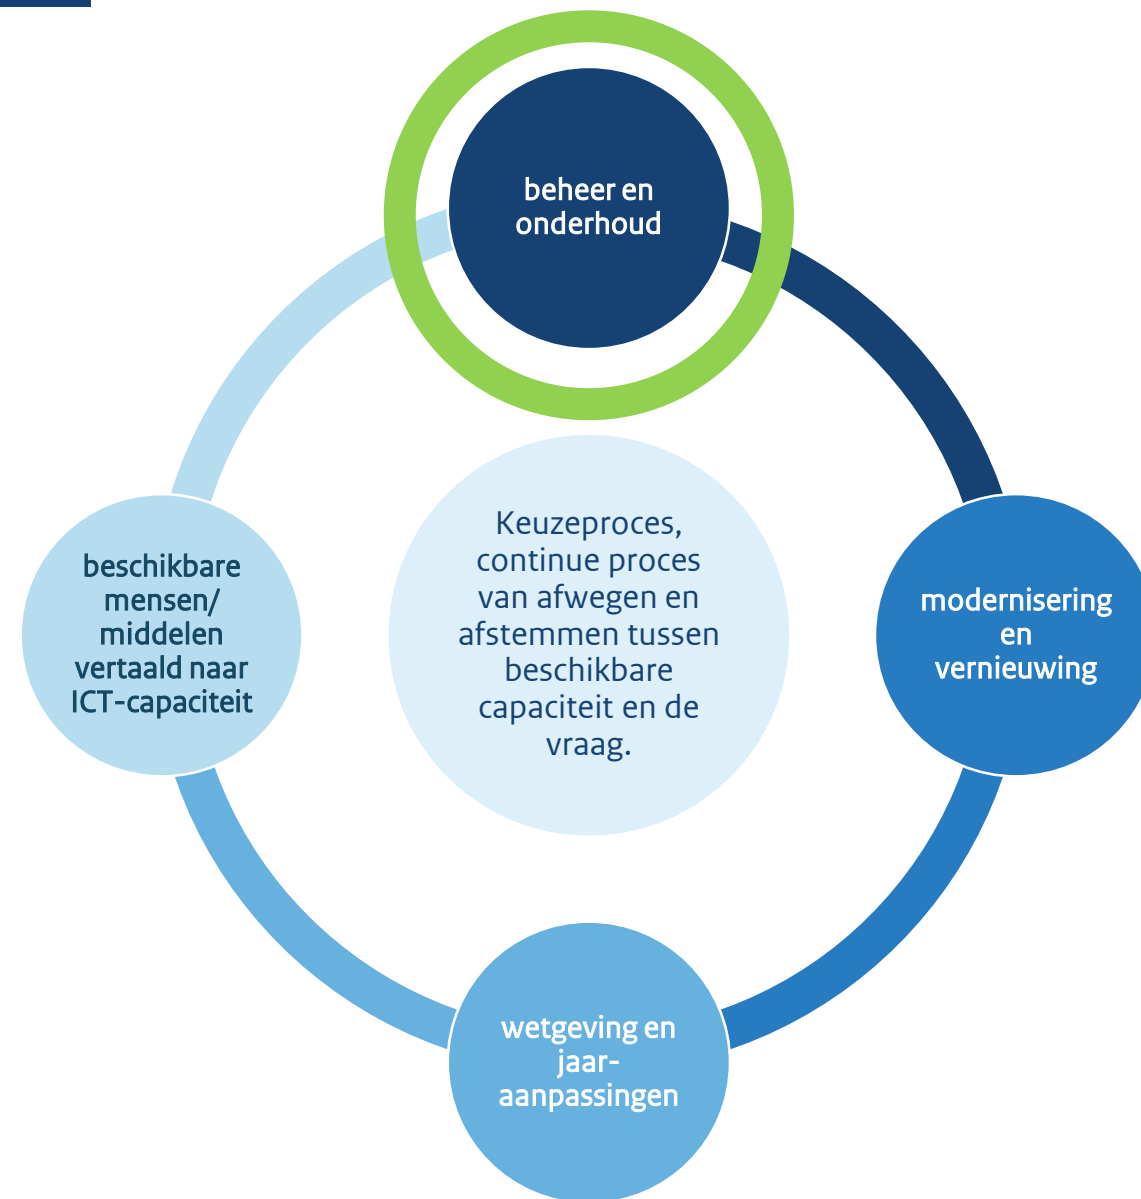 beheer en
onderhoud
Keuzeproces,
continue proces
van afwegen en
afstemmen tussen
beschikbare
capaciteit en de
vraag.
beschikbare
mensen/
middelen
vertaald naar
ICT-capaciteit
modernisering
en
vernieuwing
wetgeving en
jaar-
aanpassingen